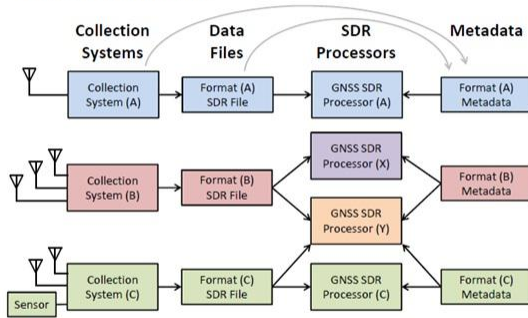 Collection Data SDR Metadata
Systems Files Processors
Collection Format (A) GNSS SDR Format (A)
System (A) SDR File Processor (A) Metadata
GNSS SDR
Processor (X)
Collection Format (B) Format (B)
System (B) SDR File Metadata
GNSS SDR
Processor (Y)
Collection Format (C) GNSS SDR Format (C)
System (C) SDR File Processor (C) Metadata
Sensor